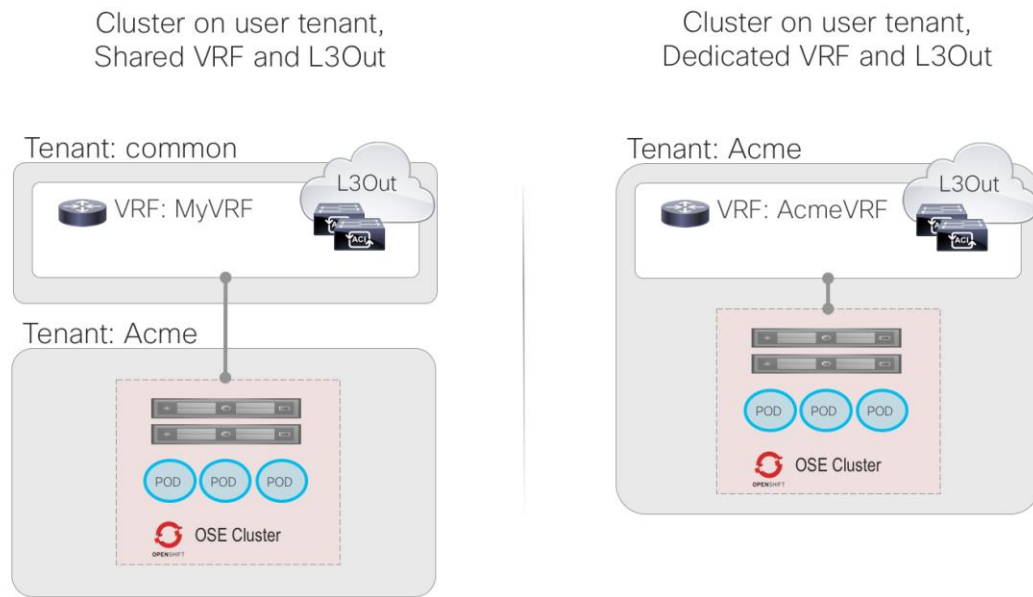 Cluster on user tenant,
Shared VRF and L3Out
Tenant: common
L3Out
VRF: MyVRF
ACI
ACI
Tenant: Acme
POD POD POD
OPENSHIFT
OSE Cluster
Cluster on user tenant,
Dedicated VRF and L3Out
Tenant: Acme
L3Out
VRF: AcmeVRF
ACI
ACI
POD POD POD
OPENSHIFT
OSE Cluster